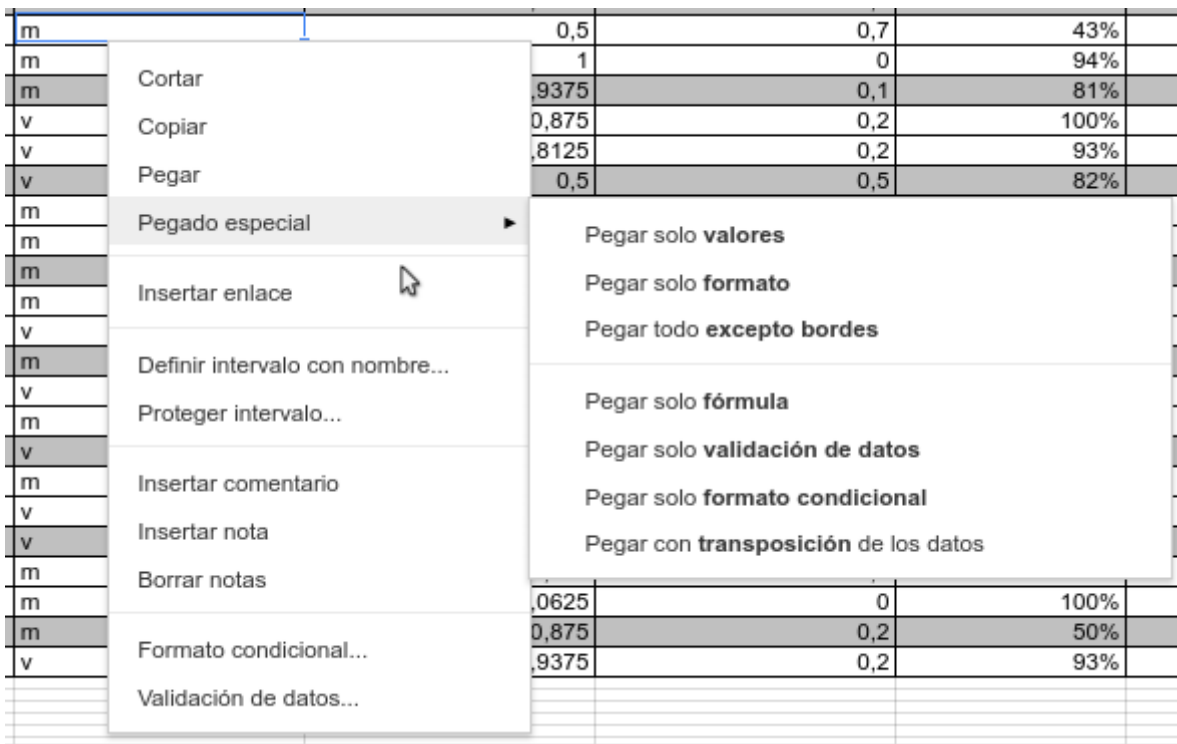 m 0,5 0,7 43%
m 1 0 94%
m ,9375 0,1 81%
v 0,875 0,2 100%
v ,8125 0,2 93%
v 0,5 0,5 82%
m
m
m
m
v
m
v
m
v
m
v
v
m
m ,0625 0 100%
m 0,875 0,2 50%
v ,9375 0,2 93%
Cortar
Copiar
Pegar
Pegado especial ►
Insertar enlace
Definir intervalo con nombre...
Proteger intervalo...
Insertar comentario
Insertar nota
Borrar notas
Formato condicional...
Validación de datos...
Pegar solo valores
Pegar solo formato
Pegar todo excepto bordes
Pegar solo fórmula
Pegar solo validación de datos
Pegar solo formato condicional
Pegar con transposición de los datos